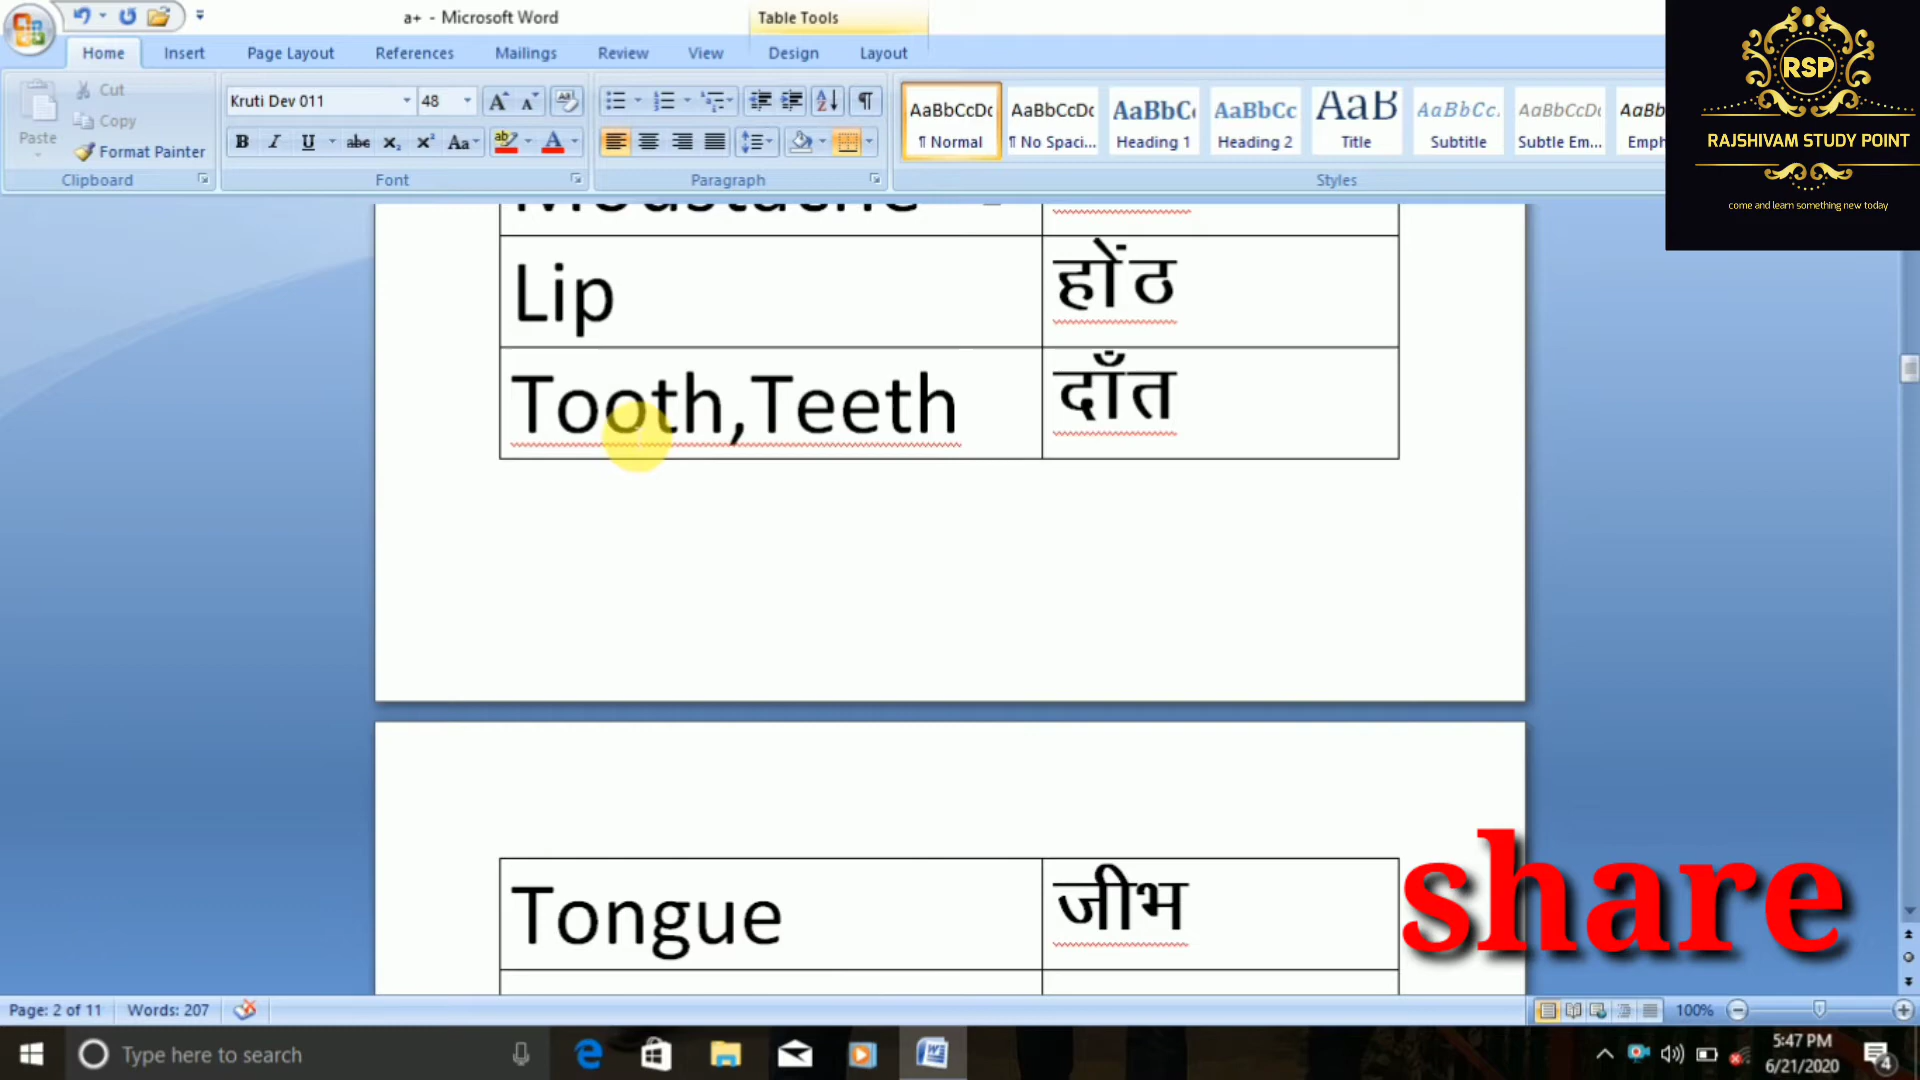 a+ - Microsoft Word
Table Tools
Home Insert Page Layout References Mailings Review View Design Layout
Paste
Cut
Copy
Format Painter
Clipboard
Kruti Dev 011 48
Font
Paragraph
AaBbCcDc AaBbCcDc AaBbC AaBbCc AaB AaBbCc. AaBbCcDc AaBbC
¶ Normal ¶ No Spaci... Heading 1 Heading 2 Title Subtitle Subtle Em... Emph
Styles
RSP
RAJSHIVAM STUDY POINT
come and learn something new today
Moustache
Lip होंठ
Tooth,Teeth दाँत
Tongue जीभ
share
Page: 2 of 11 Words: 207 100%
Type here to search
5:47 PM
6/21/2020
4